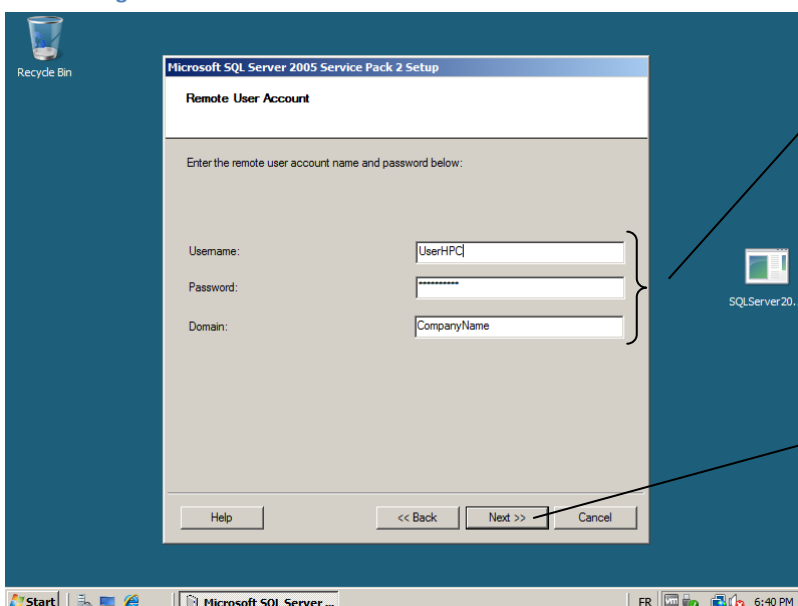 Recycle Bin
Microsoft SQL Server 2005 Service Pack 2 Setup
Remote User Account
Enter the remote user account name and password below:
Username:
UserHPC
Password:
**********
Domain:
CompanyName
SQLServer20.
Help
<< Back
Next >>
Cancel
Start
Microsoft SQL Server ...
FR
vm
6:40 PM